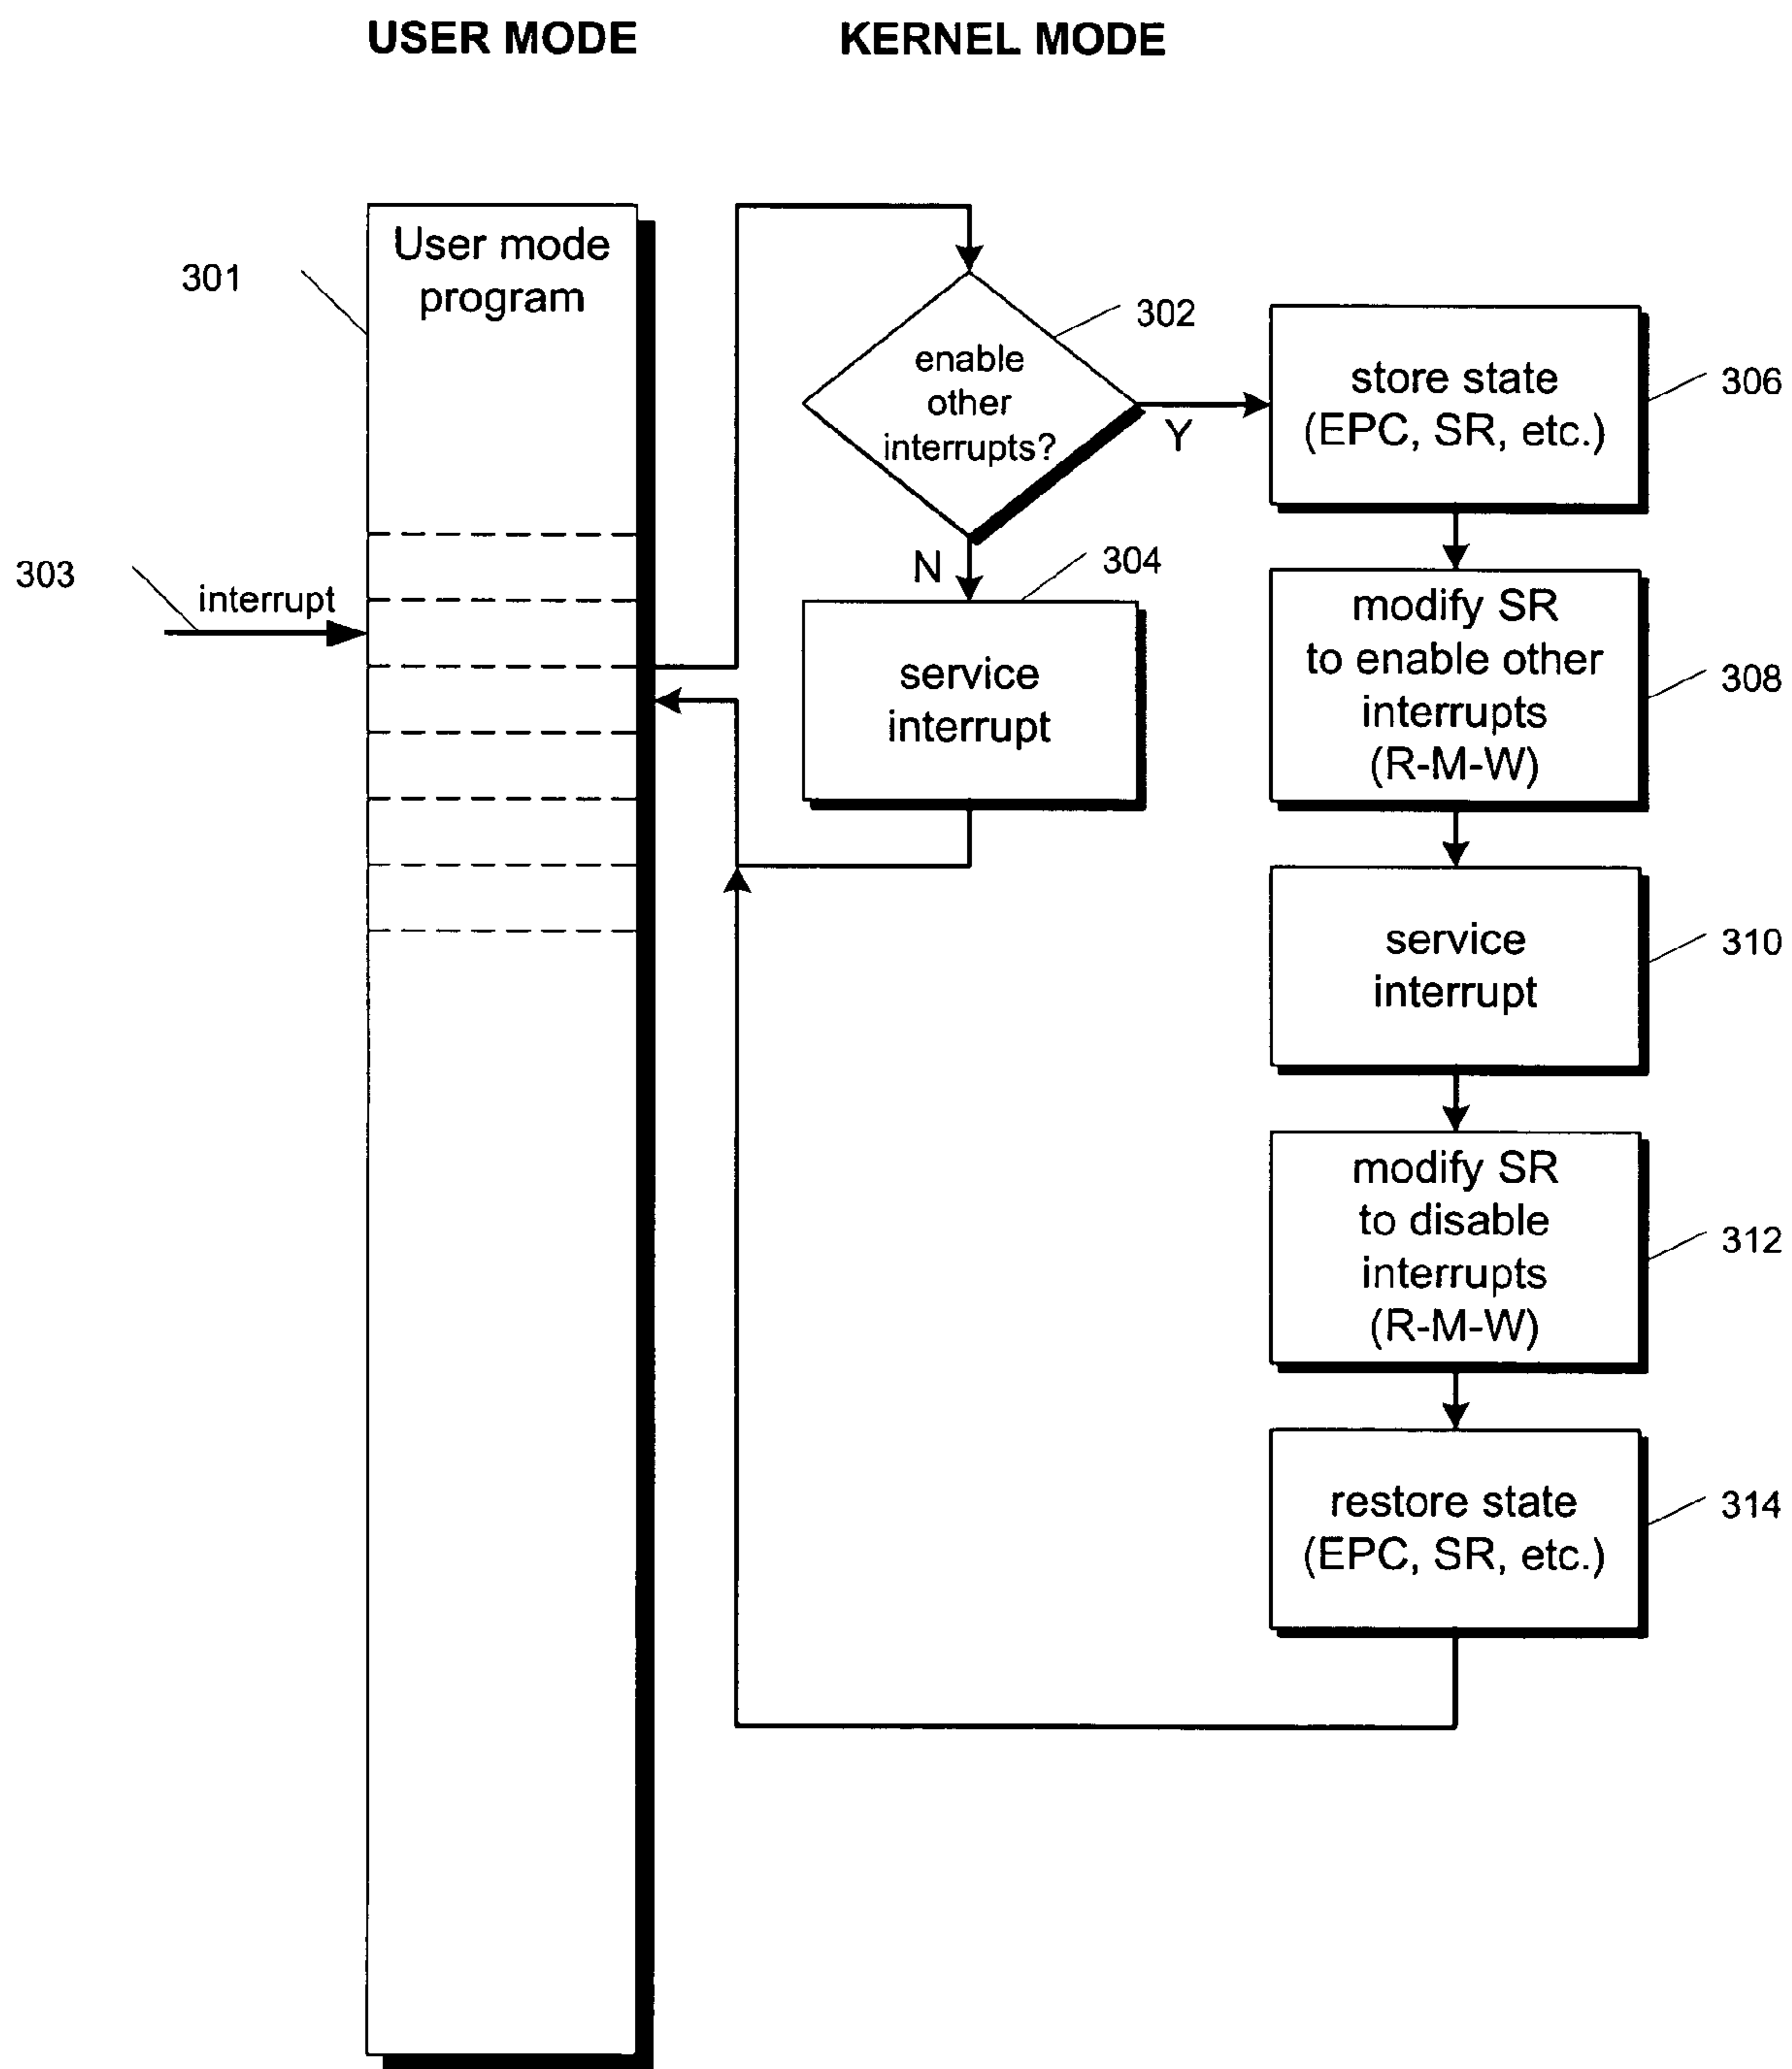 USER MODE
KERNEL MODE
User mode
program
301
302
enable
other
interrupts?
Y
store state
(EPC, SR, etc.)
306
303
interrupt
N
304
service
interrupt
modify SR
to enable other
interrupts
(R-M-W)
308
service
interrupt
310
modify SR
to disable
interrupts
(R-M-W)
312
restore state
(EPC, SR, etc.)
314